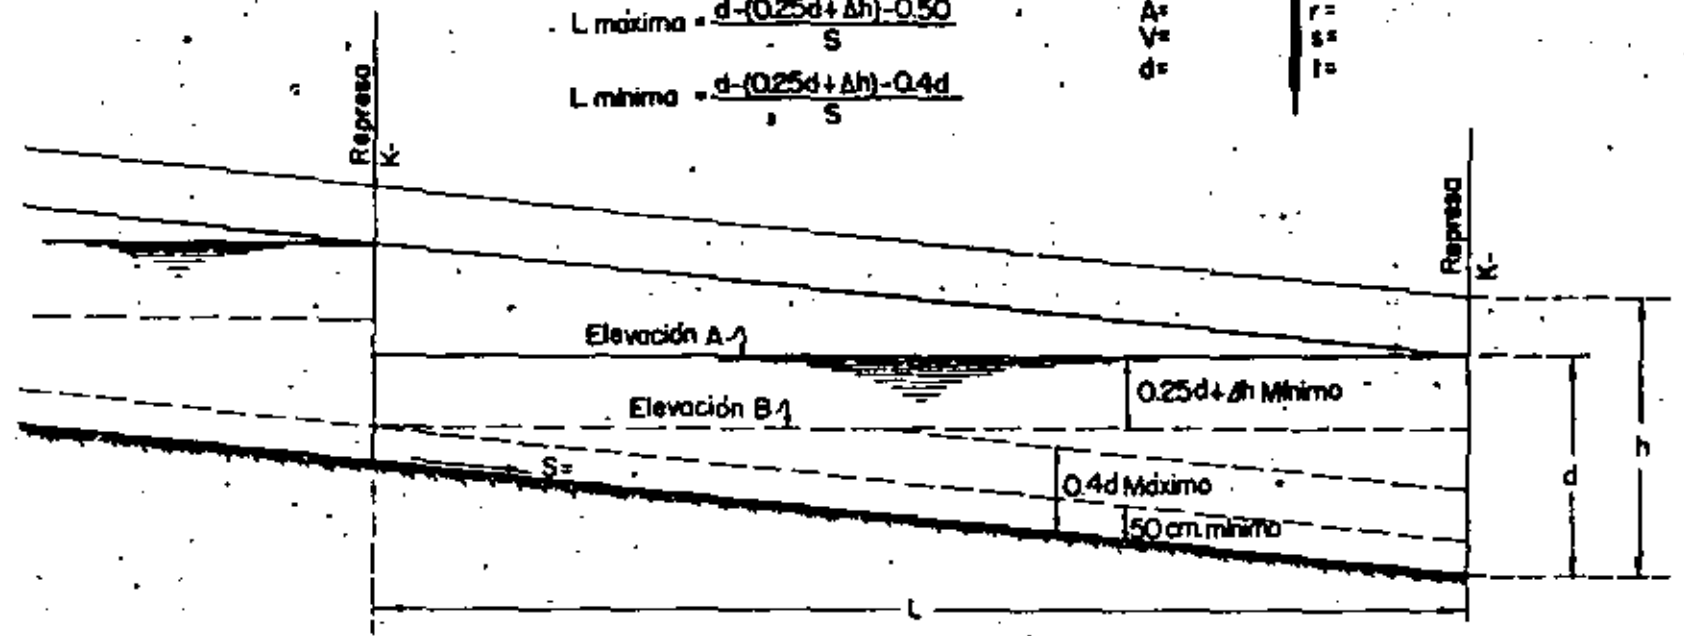 L máxima = d-(0.25d+Δh)-0.50
S
A=
r=
V=
s=
d=
t=
L mínima = d-(0.25d+Δh)-0.4d
S
Represa
K-
Represa
K-
Elevación A
0.25d+Δh Mínimo
Elevación B
h
S=
0.4d Máximo
d
50 cm. mínimo
L